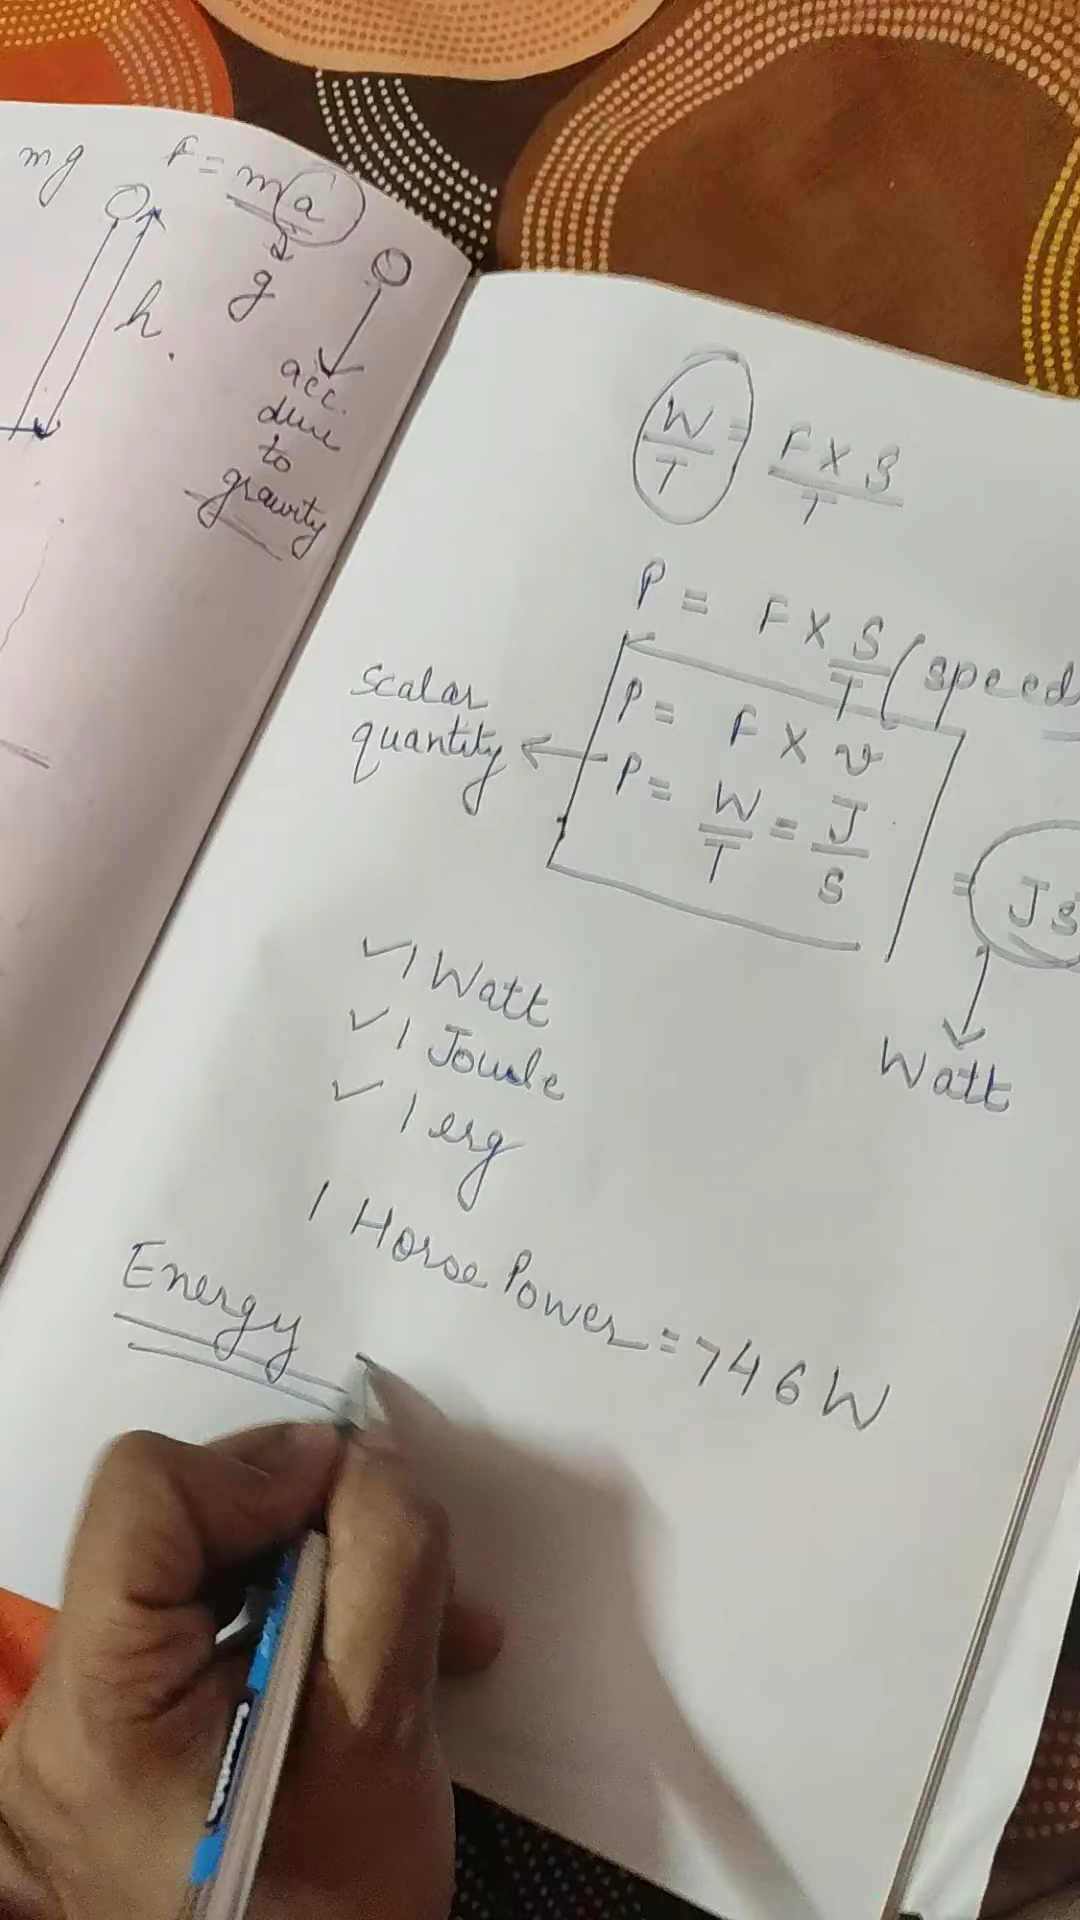 mg
F = ma
g
h.
acc.
due
to
gravity
W/T = F X S/T
P = F X S/T (speed
P = F X v
scalar
quantity
P = W/T = J/S
= Js
Watt
✓ 1 Watt
✓ 1 Joule
✓ 1 erg
1 Horse Power = 746 W
Energy